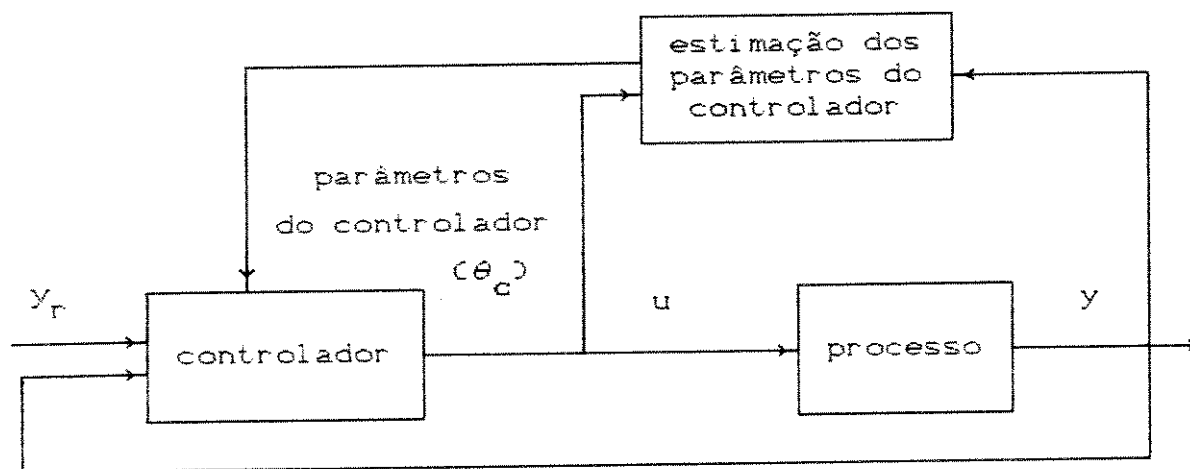 estimação dos
parâmetros do
controlador
parâmetros
do controlador
(θc)
yr
controlador
u
processo
y